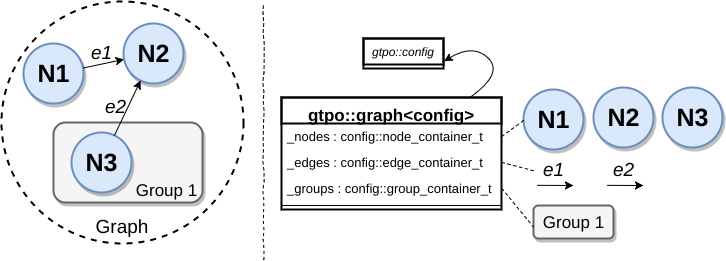 N1
e1
N2
e2
N3
Group 1
Graph
gtpo::config
gtpo::graph<config>
_nodes : config::node_container_t
_edges : config::edge_container_t
_groups : config::group_container_t
N1
N2
N3
e1
e2
Group 1